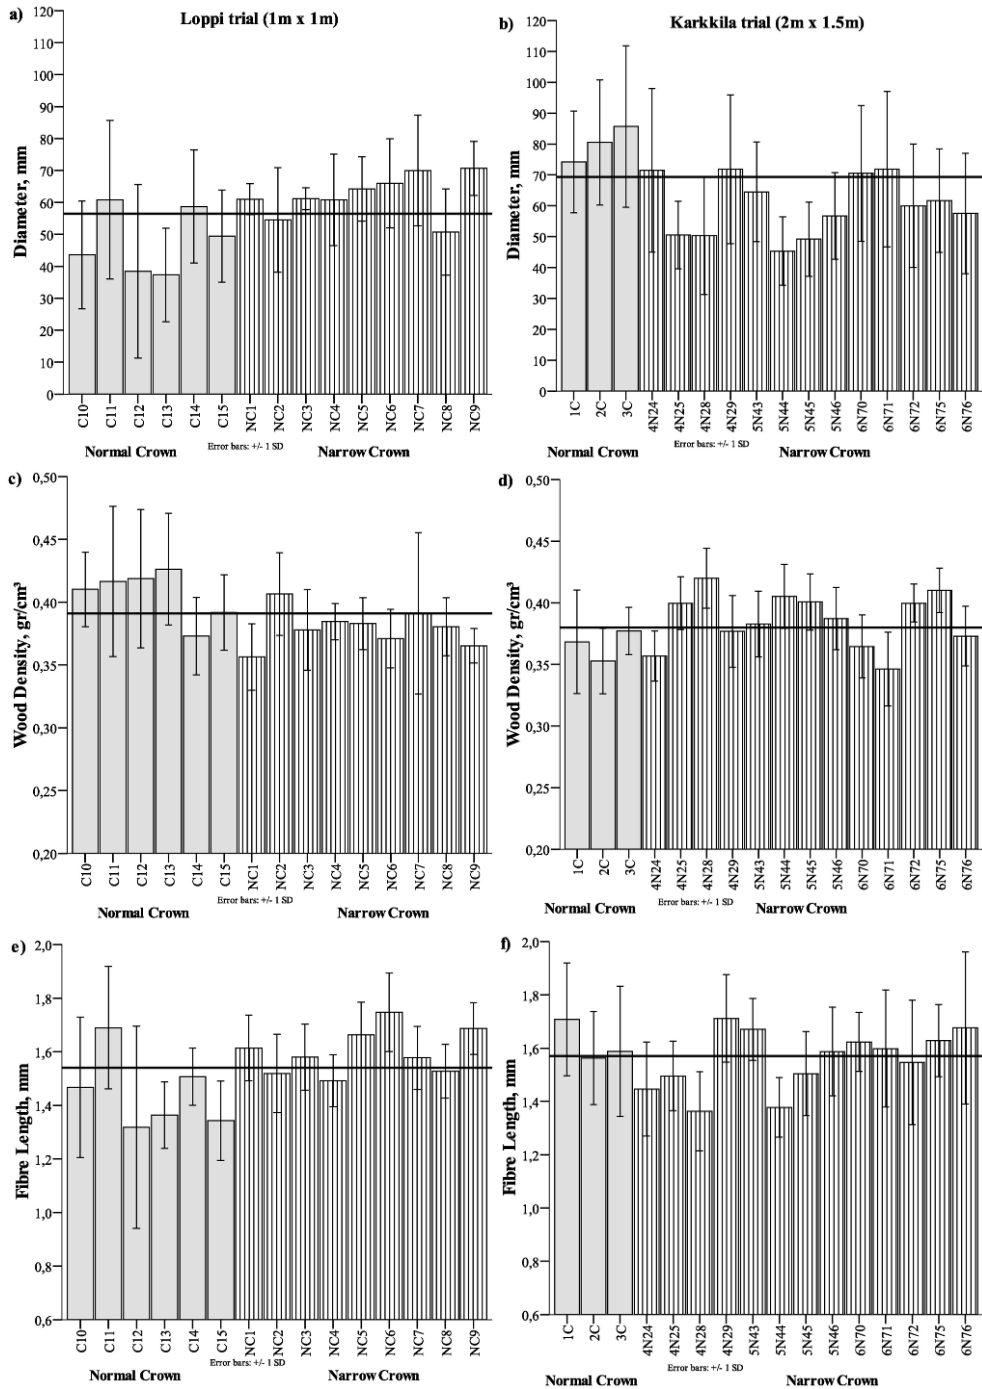 a)
Loppi trial (1m x 1m)
Diameter, mm
120
110
100
90
80
70
60
50
40
30
20
10
0
C10
C11
C12
C13
C14
C15
NC1
NC2
NC3
NC4
NC5
NC6
NC7
NC8
NC9
Normal Crown
Error bars: +/- 1 SD
Narrow Crown
b)
Karkkila trial (2m x 1.5m)
Diameter, mm
120
110
100
90
80
70
60
50
40
30
20
10
0
1C
2C
3C
4N24
4N25
4N28
4N29
5N43
5N44
5N45
5N46
6N70
6N71
6N72
6N75
6N76
Normal Crown
Error bars: +/- 1 SD
Narrow Crown
c)
Wood Density, gr/cm³
0,50
0,45
0,40
0,35
0,30
0,25
0,20
C10
C11
C12
C13
C14
C15
NC1
NC2
NC3
NC4
NC5
NC6
NC7
NC8
NC9
Normal Crown
Error bars: +/- 1 SD
Narrow Crown
d)
Wood Density, gr/cm³
0,50
0,45
0,40
0,35
0,30
0,25
0,20
1C
2C
3C
4N24
4N25
4N28
4N29
5N43
5N44
5N45
5N46
6N70
6N71
6N72
6N75
6N76
Normal Crown
Error bars: +/- 1 SD
Narrow Crown
e)
Fibre Length, mm
2,0
1,8
1,6
1,4
1,2
1,0
0,8
0,6
C10
C11
C12
C13
C14
C15
NC1
NC2
NC3
NC4
NC5
NC6
NC7
NC8
NC9
Normal Crown
Error bars: +/- 1 SD
Narrow Crown
f)
Fibre Length, mm
2,0
1,8
1,6
1,4
1,2
1,0
0,8
0,6
1C
2C
3C
4N24
4N25
4N28
4N29
5N43
5N44
5N45
5N46
6N70
6N71
6N72
6N75
6N76
Normal Crown
Error bars: +/- 1 SD
Narrow Crown